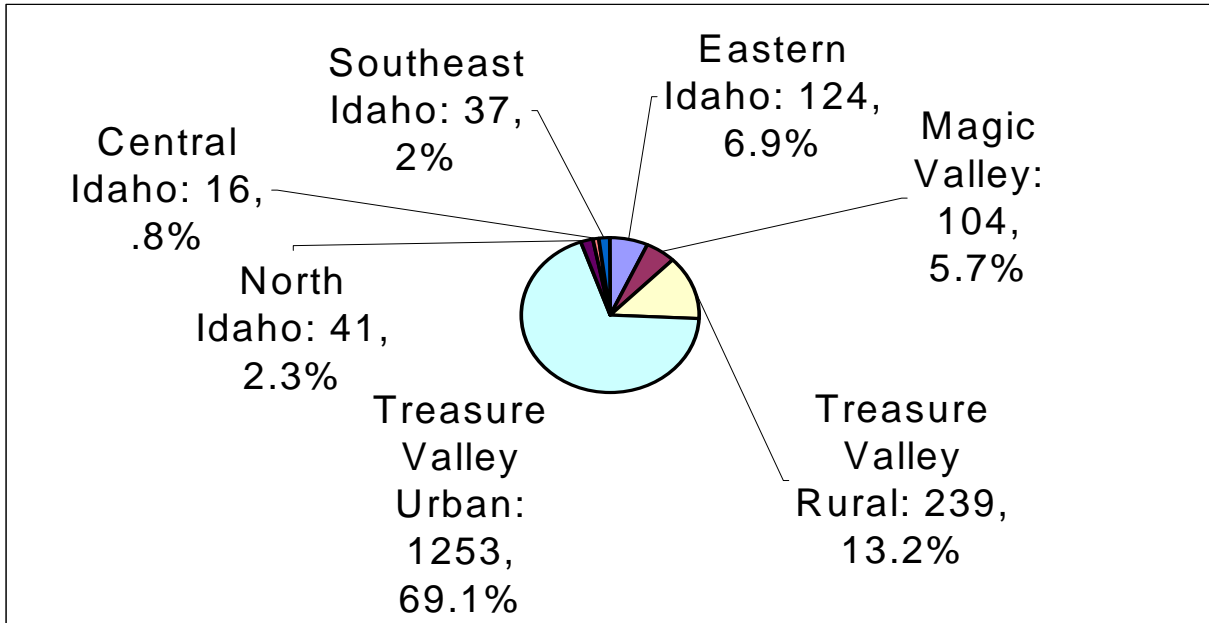 Southeast
Idaho: 37,
2%
Eastern
Idaho: 124,
6.9%
Magic
Valley:
104,
5.7%
Central
Idaho: 16,
.8%
North
Idaho: 41,
2.3%
Treasure
Valley
Urban:
1253,
69.1%
Treasure
Valley
Rural: 239,
13.2%